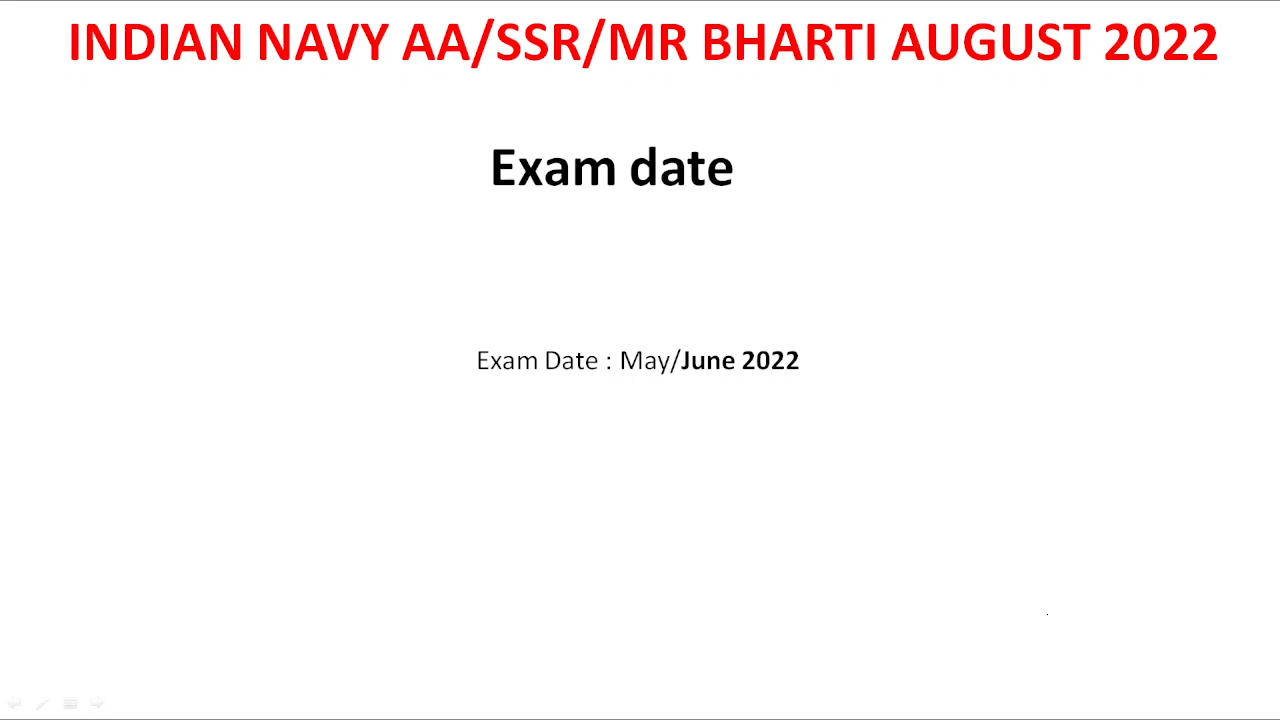 INDIAN NAVY AA/SSR/MR BHARTI AUGUST 2022
Exam date
Exam Date : May/June 2022